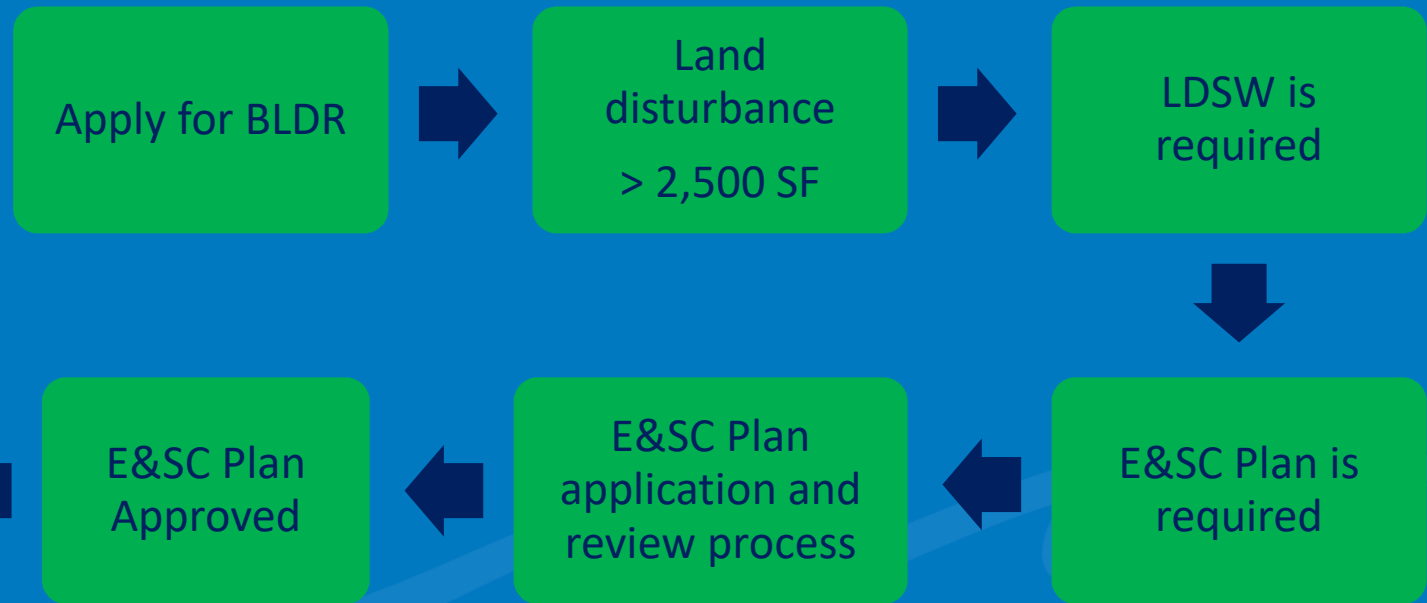 Apply for BLDR
Land
disturbance
> 2,500 SF
LDSW is
required
E&SC Plan is
required
E&SC Plan
application and
review process
E&SC Plan
Approved